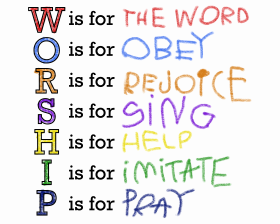 W is for THE WORD
O is for OBEY
R is for REJOICE
S is for SING
H is for HELP
I is for iMiTATE
P is for PRAY